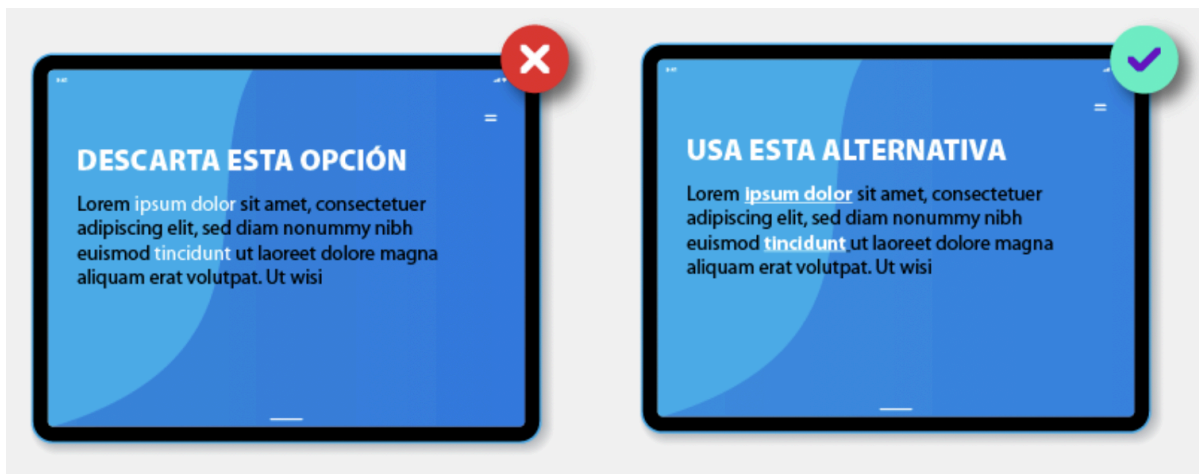 DESCARTA ESTA OPCIÓN
Lorem ipsum dolor sit amet, consectetuer
adipiscing elit, sed diam nonummy nibh
euismod tincidunt ut laoreet dolore magna
aliquam erat volutpat. Ut wisi
USA ESTA ALTERNATIVA
Lorem ipsum dolor sit amet, consectetuer
adipiscing elit, sed diam nonummy nibh
euismod tincidunt ut laoreet dolore magna
aliquam erat volutpat. Ut wisi